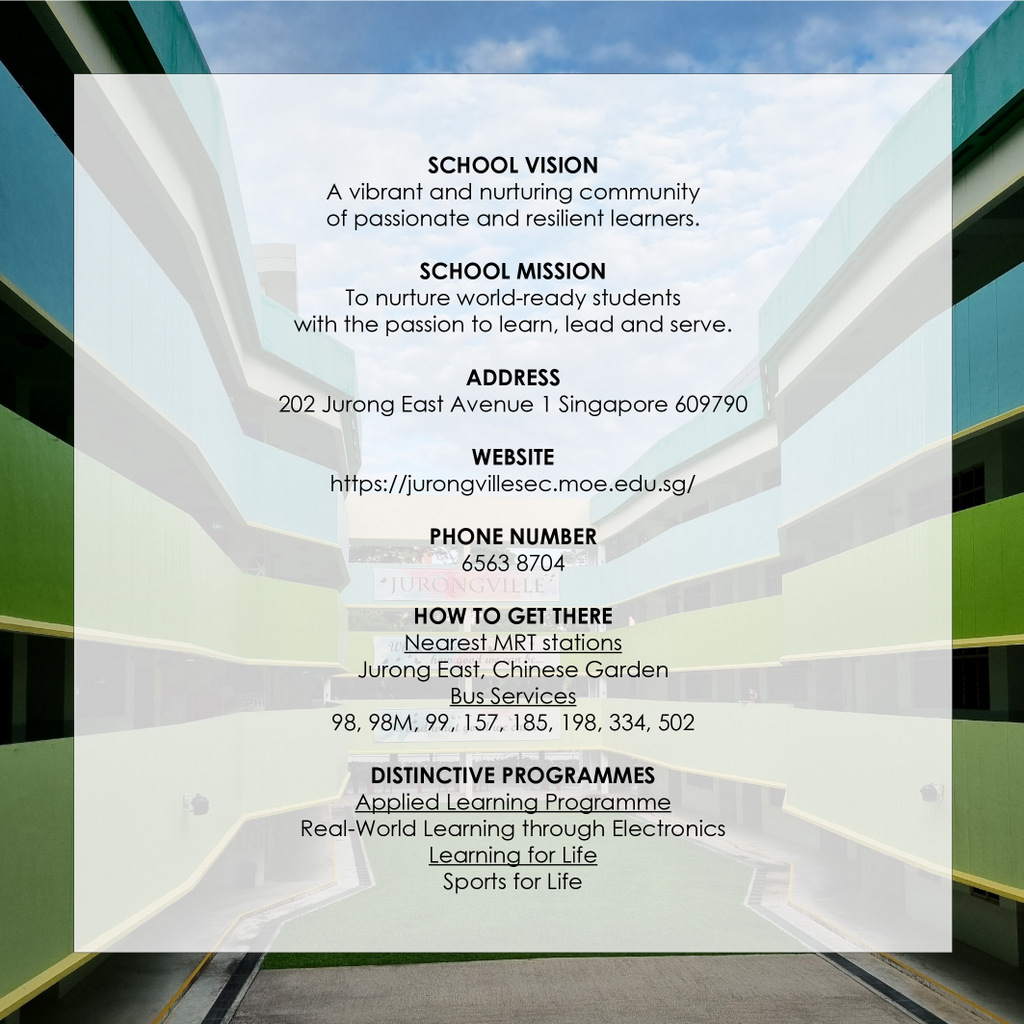 SCHOOL VISION
A vibrant and nurturing community
of passionate and resilient learners.
SCHOOL MISSION
To nurture world-ready students
with the passion to learn, lead and serve.
ADDRESS
202 Jurong East Avenue 1 Singapore 609790
WEBSITE
https://jurongvillesec.moe.edu.sg/
PHONE NUMBER
6563 8704
JURONGVILLE
HOW TO GET THERE
Nearest MRT stations
Jurong East, Chinese Garden
Bus Services
98, 98M, 99, 157, 185, 198, 334, 502
DISTINCTIVE PROGRAMMES
Applied Learning Programme
Real-World Learning through Electronics
Learning for Life
Sports for Life